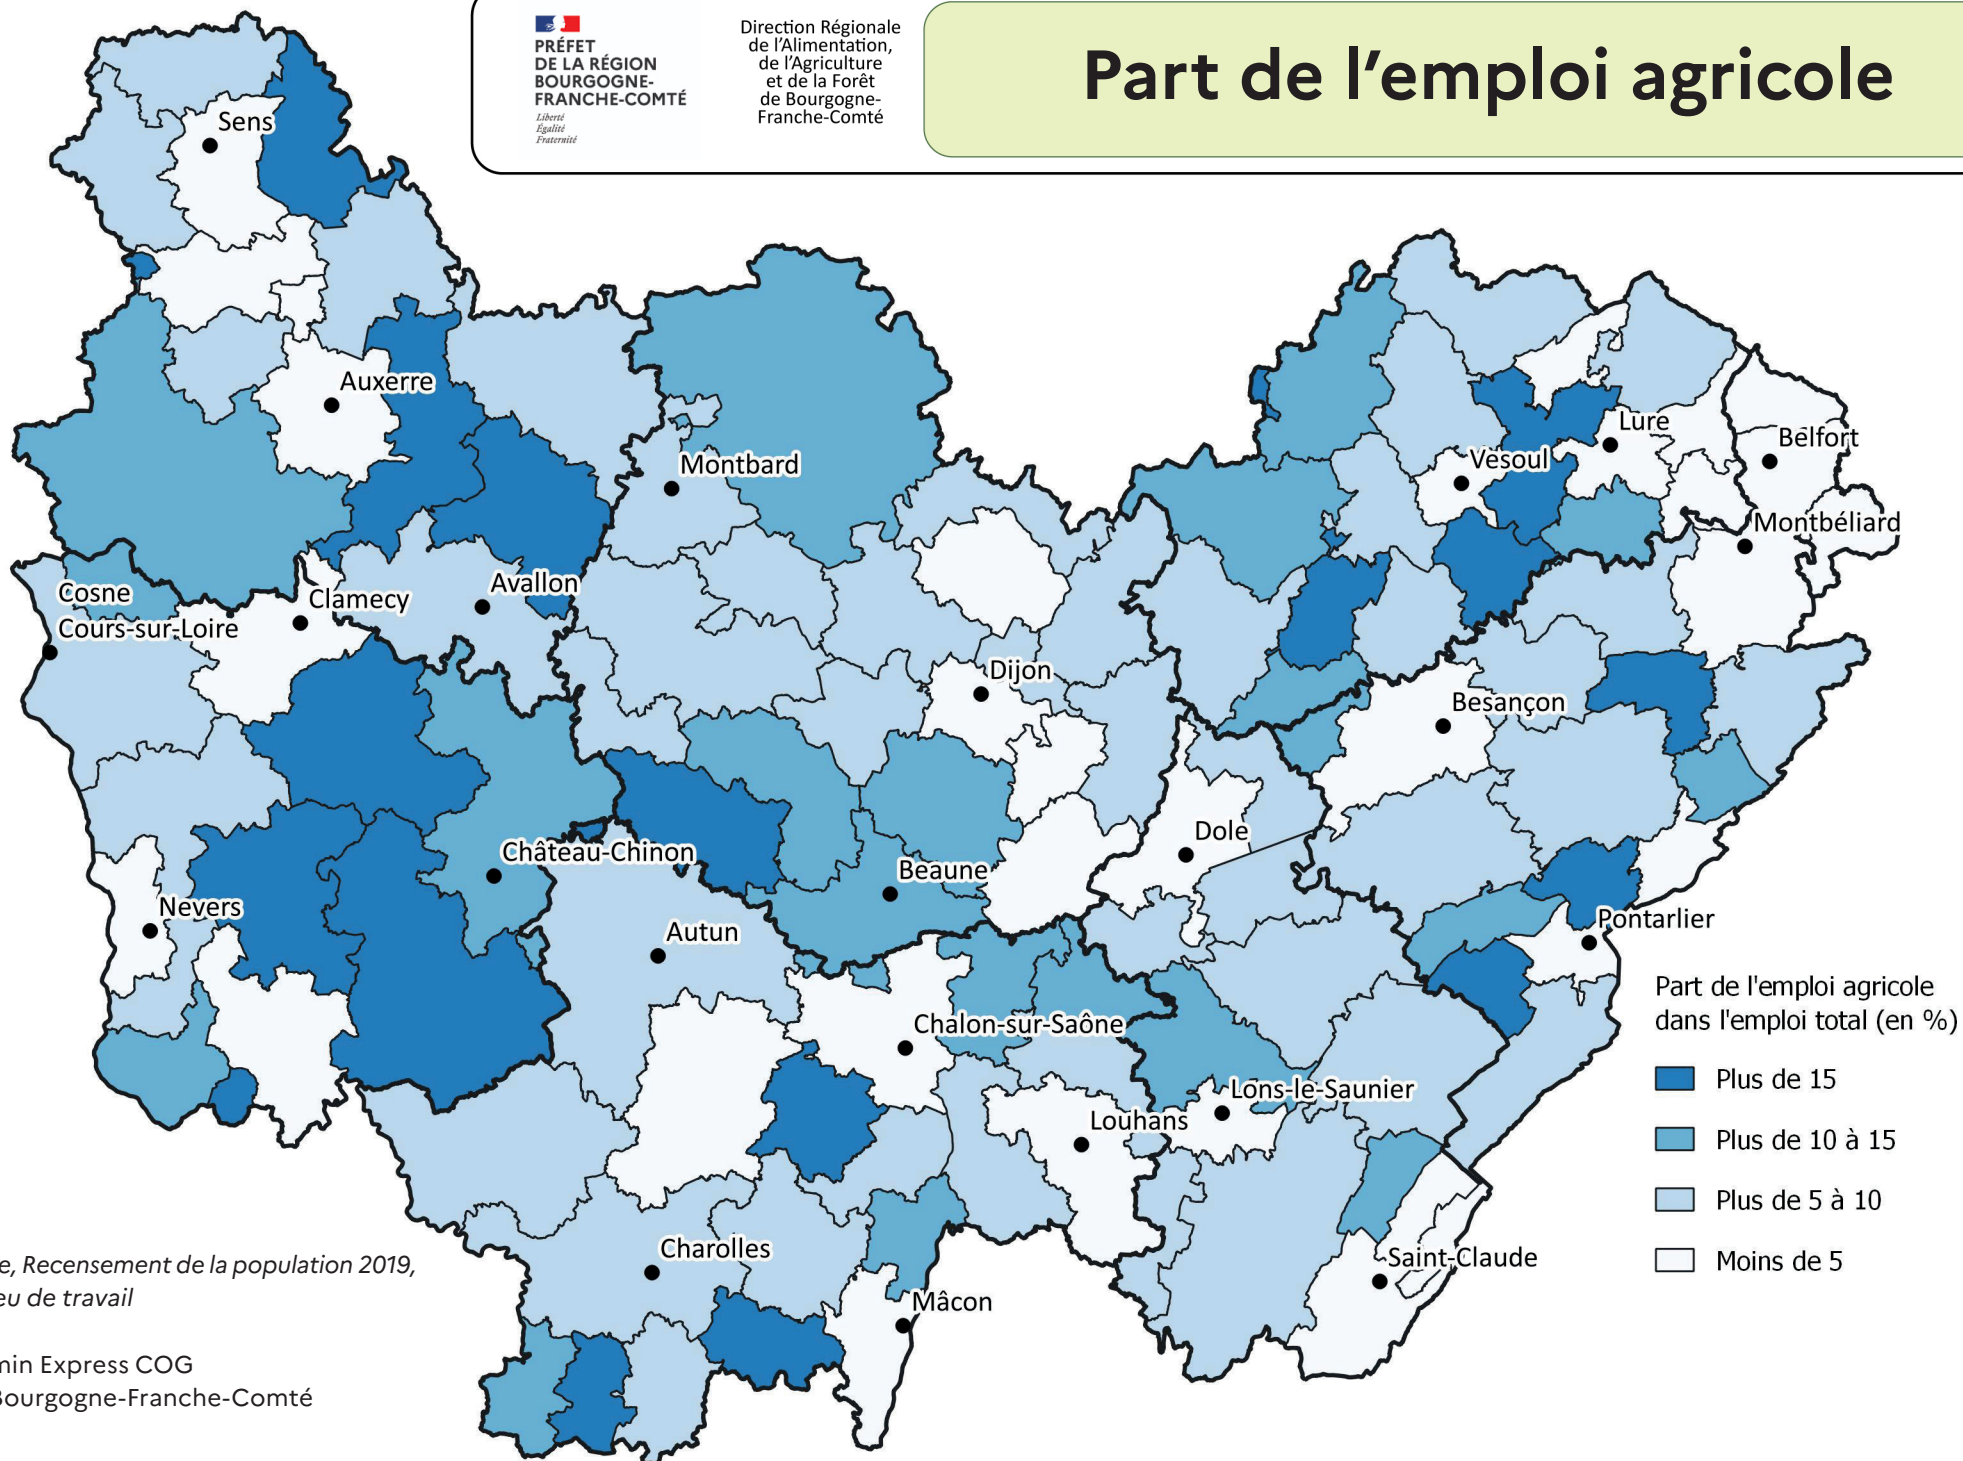 PRÉFET
DE LA RÉGION
BOURGOGNE-
FRANCHE-COMTÉ
Liberté
Égalité
Fraternité
Direction Régionale
de l'Alimentation,
de l'Agriculture
et de la Forêt
de Bourgogne-
Franche-Comté
Part de l'emploi agricole
Sens
Auxerre
Montbard
Lure
Belfort
Vesoul
Montbéliard
Avallon
Cosne
Cours-sur-Loire
Clamecy
Dijon
Besançon
Dole
Château-Chinon
Beaune
Nevers
Autun
Pontarlier
Chalon-sur-Saône
Lons-le-Saunier
Louhans
Charolles
Saint-Claude
Mâcon
Part de l'emploi agricole
dans l'emploi total (en %)
Plus de 15
Plus de 10 à 15
Plus de 5 à 10
Moins de 5
e, Recensement de la population 2019,
eu de travail
min Express COG
Bourgogne-Franche-Comté